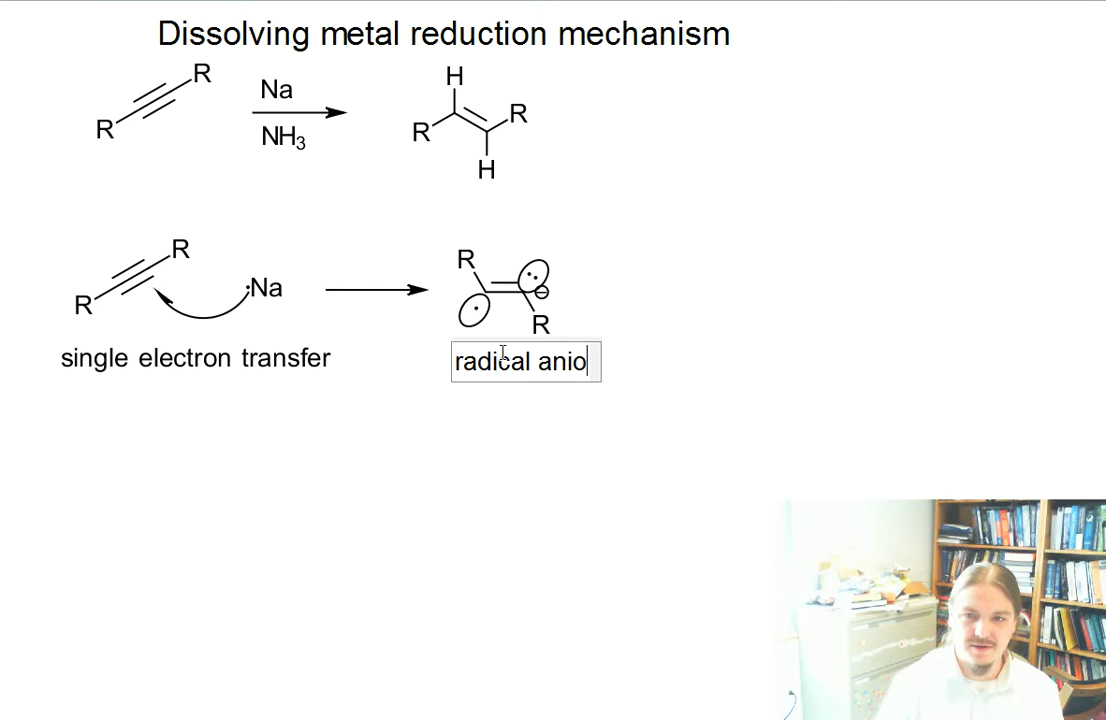 Dissolving metal reduction mechanism
R
R
Na
NH3
H
R
R
H
R
R
·Na
R
··
⊖
·
R
single electron transfer
radical anio